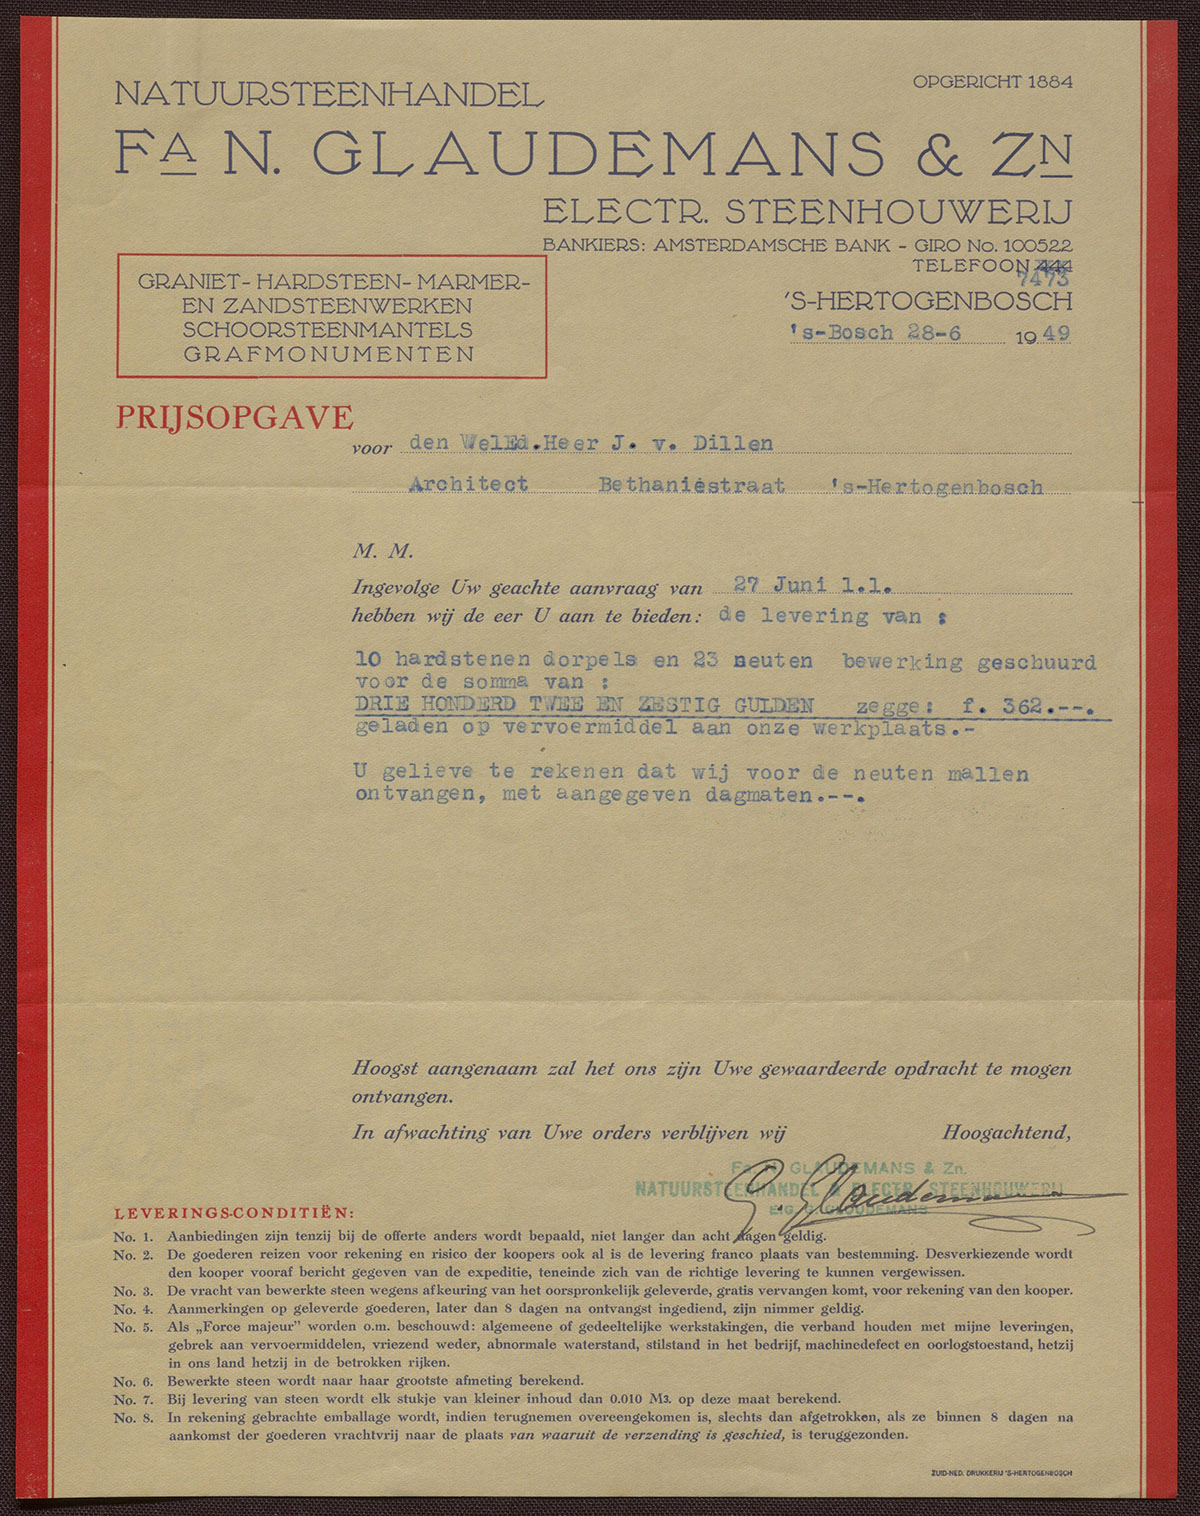 NATUURSTEENHANDEL
OPGERICHT 1884
FA N. GLAUDEMANS & ZN
ELECTR. STEENHOUWERIJ
BANKIERS: AMSTERDAMSCHE BANK - GIRO No. 100522
TELEFOON 444
7473
'S-HERTOGENBOSCH
's-Bosch 28-6 1949
GRANIET- HARDSTEEN- MARMER-
EN ZANDSTEENWERKEN
SCHOORSTEENMANTELS
GRAFMONUMENTEN
PRIJSOPGAVE
voor den WelEd.Heer J. v. Dillen
Architect Bethaniëstraat 's-Hertogenbosch
M. M.
Ingevolge Uw geachte aanvraag van 27 Juni l.l.
hebben wij de eer U aan te bieden: de levering van :
10 hardstenen dorpels en 23 neuten bewerking geschuurd
voor de somma van :
DRIE HONDERD TWEE EN ZESTIG GULDEN zegge: f. 362.--.
geladen op vervoermiddel aan onze werkplaats.-
U gelieve te rekenen dat wij voor de neuten mallen
ontvangen, met aangegeven dagmaten.--.
Hoogst aangenaam zal het ons zijn Uwe gewaardeerde opdracht te mogen
ontvangen.
In afwachting van Uwe orders verblijven wij Hoogachtend,
Fa. N. GLAUDEMANS & Zn.
NATUURSTEENHANDEL & ELECTR. STEENHOUWERIJ
G. Glaudemans
LEVERINGS-CONDITIËN:
No. 1. Aanbiedingen zijn tenzij bij de offerte anders wordt bepaald, niet langer dan acht dagen geldig.
No. 2. De goederen reizen voor rekening en risico der koopers ook al is de levering franco plaats van bestemming. Desverkiezende wordt
den kooper vooraf bericht gegeven van de expeditie, teneinde zich van de richtige levering te kunnen vergewissen.
No. 3. De vracht van bewerkte steen wegens afkeuring van het oorspronkelijk geleverde, gratis vervangen komt, voor rekening van den kooper.
No. 4. Aanmerkingen op geleverde goederen, later dan 8 dagen na ontvangst ingediend, zijn nimmer geldig.
No. 5. Als „Force majeur" worden o.m. beschouwd: algemeene of gedeeltelijke werkstakingen, die verband houden met mijne leveringen,
gebrek aan vervoermiddelen, vriezend weder, abnormale waterstand, stilstand in het bedrijf, machinedefect en oorlogstoestand, hetzij
in ons land hetzij in de betrokken rijken.
No. 6. Bewerkte steen wordt naar haar grootste afmeting berekend.
No. 7. Bij levering van steen wordt elk stukje van kleiner inhoud dan 0.010 M3. op deze maat berekend.
No. 8. In rekening gebrachte emballage wordt, indien terugnemen overeengekomen is, slechts dan afgetrokken, als ze binnen 8 dagen na
aankomst der goederen vrachtvrij naar de plaats van waaruit de verzending is geschied, is teruggezonden.
ZUID-NED. DRUKKERIJ 'S-HERTOGENBOSCH